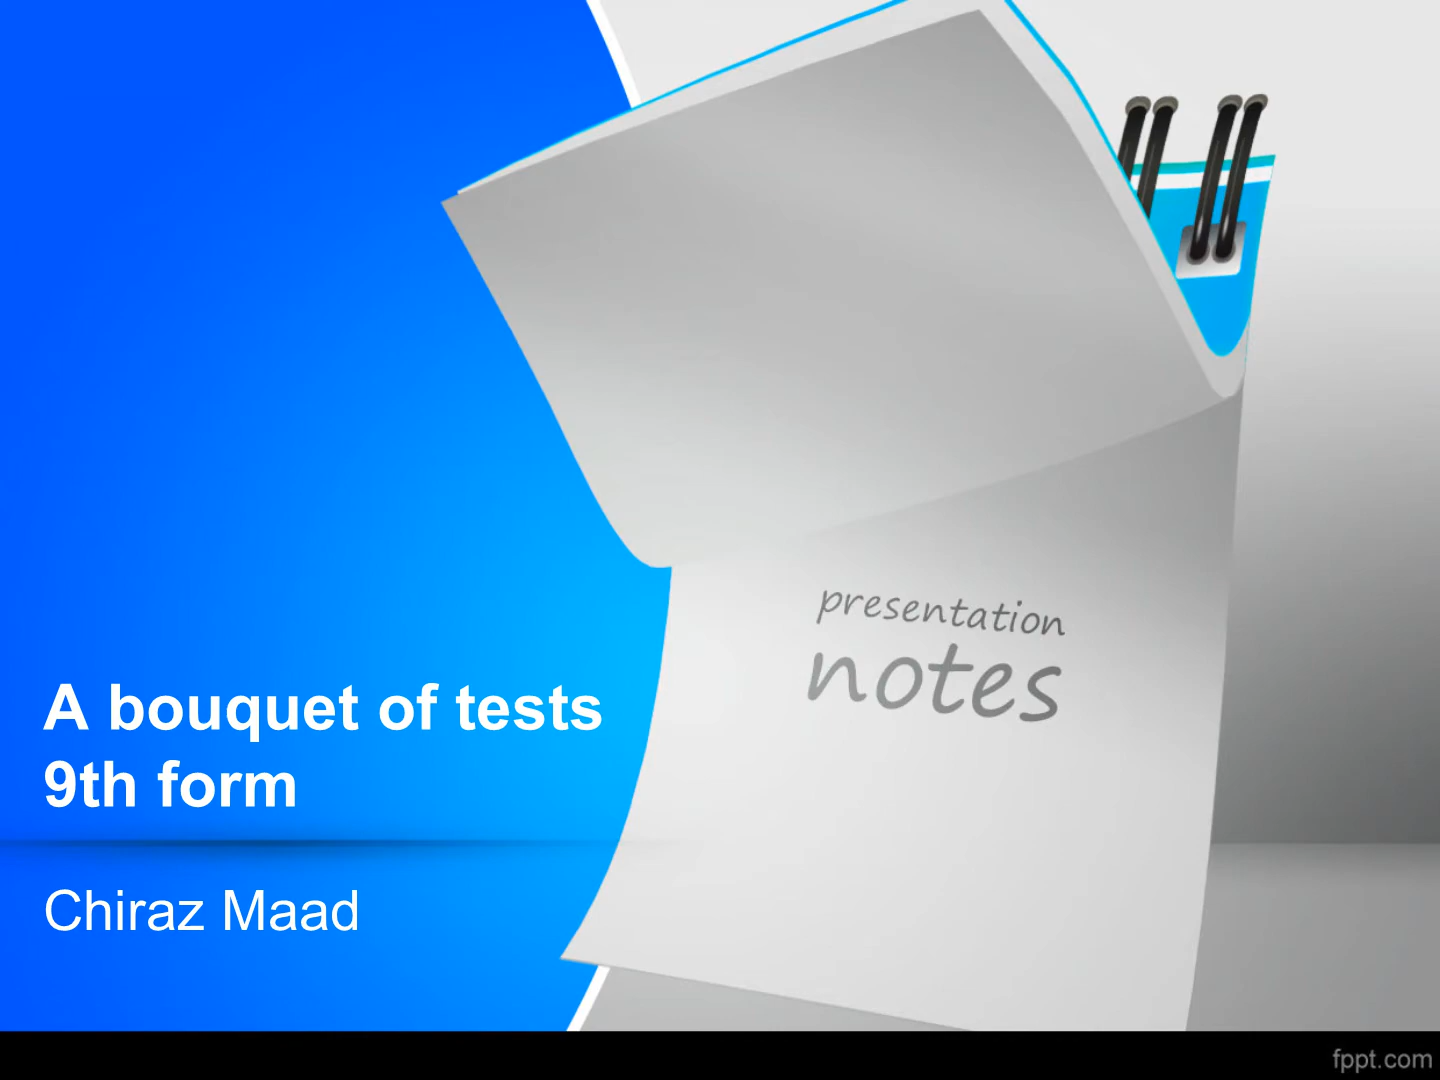 presentation
notes
A bouquet of tests
9th form
Chiraz Maad
fppt.com